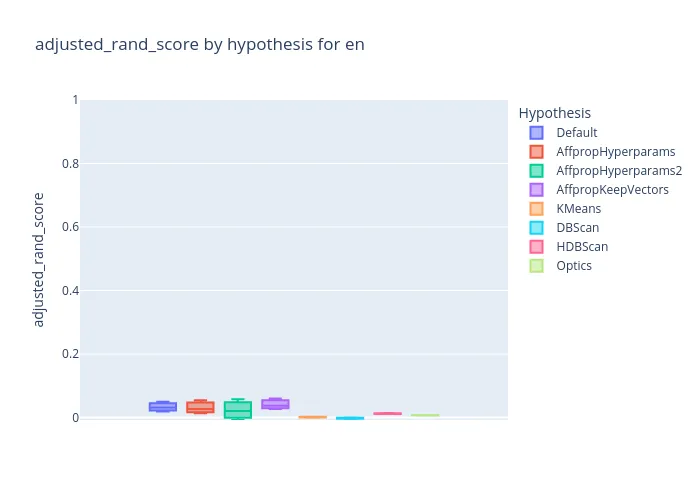 adjusted_rand_score by hypothesis for en
adjusted_rand_score
1
0.8
0.6
0.4
0.2
0
Hypothesis
Default
AffpropHyperparams
AffpropHyperparams2
AffpropKeepVectors
KMeans
DBScan
HDBScan
Optics